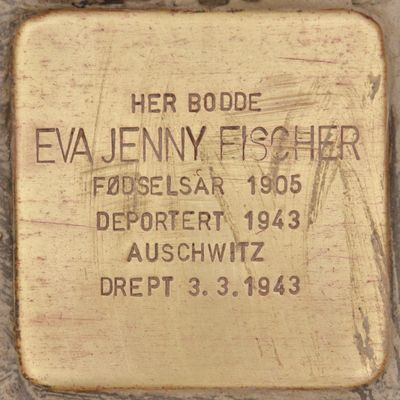 HER BODDE
EVA JENNY FISCHER
FØDSELSÅR 1905
DEPORTERT 1943
AUSCHWITZ
DREPT 3.3.1943